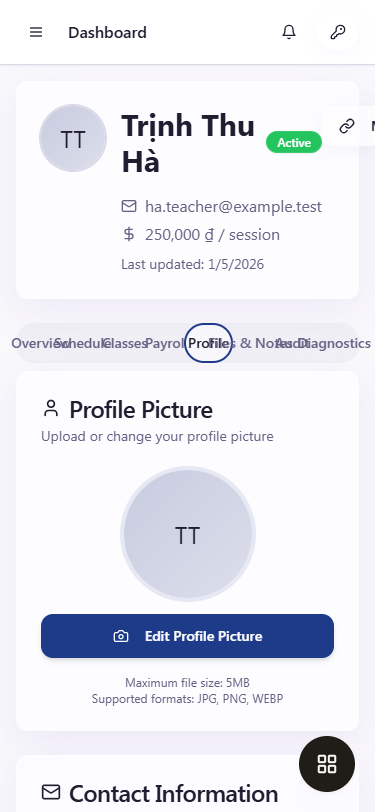 Dashboard
TT
Trịnh Thu
Hà
Active
ha.teacher@example.test
250,000 ₫ / session
Last updated: 1/5/2026
Overview Schedule Classes Payroll Profile Files & Notes Audit Diagnostics
Profile Picture
Upload or change your profile picture
TT
Edit Profile Picture
Maximum file size: 5MB
Supported formats: JPG, PNG, WEBP
Contact Information